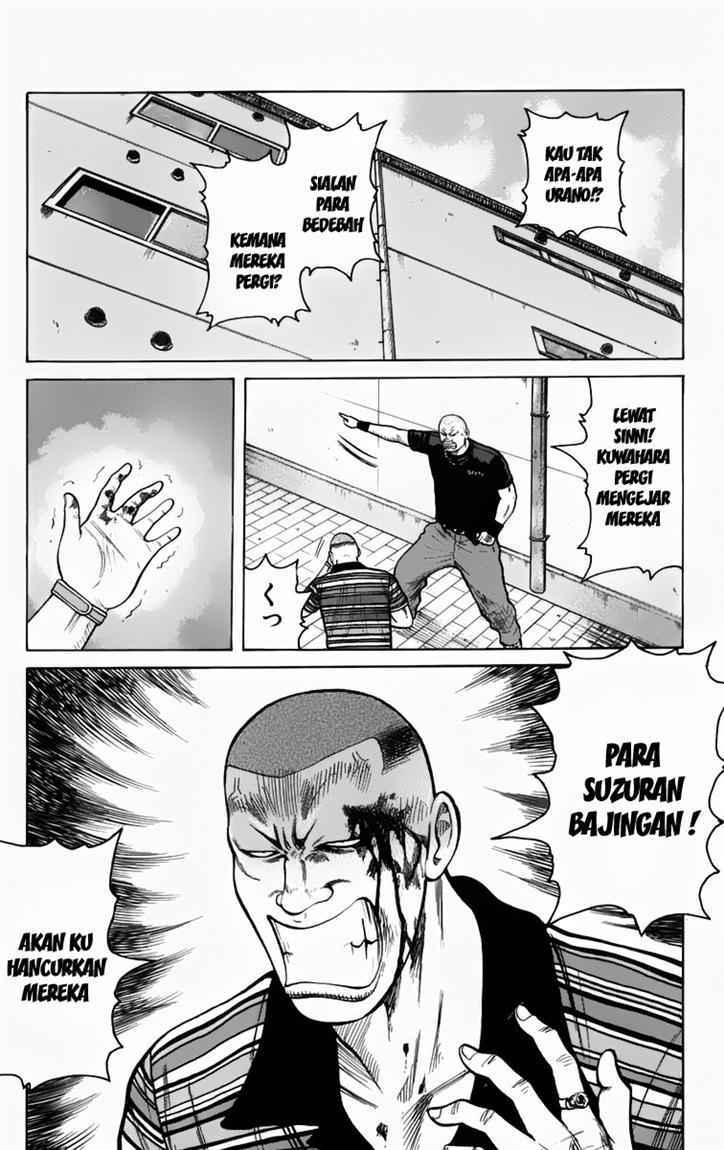 KAU TAK
APA-APA
URANO!?
SIALAN
PARA
BEDEBAH
KEMANA
MEREKA
PERGI?
LEWAT
SINNI!
KUWAHARA
PERGI
MENGEJAR
MEREKA
くっ
PARA
SUZURAN
BAJINGAN !
AKAN KU
HANCURKAN
MEREKA